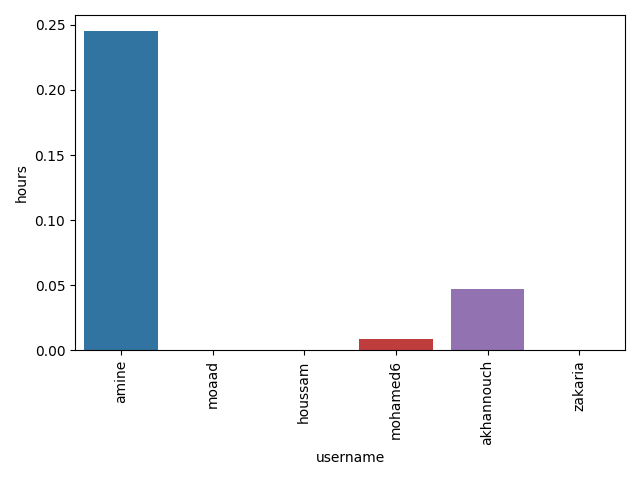 0.25
0.20
0.15
0.10
0.05
0.00
hours
amine
moaad
houssam
mohamed6
akhannouch
zakaria
username